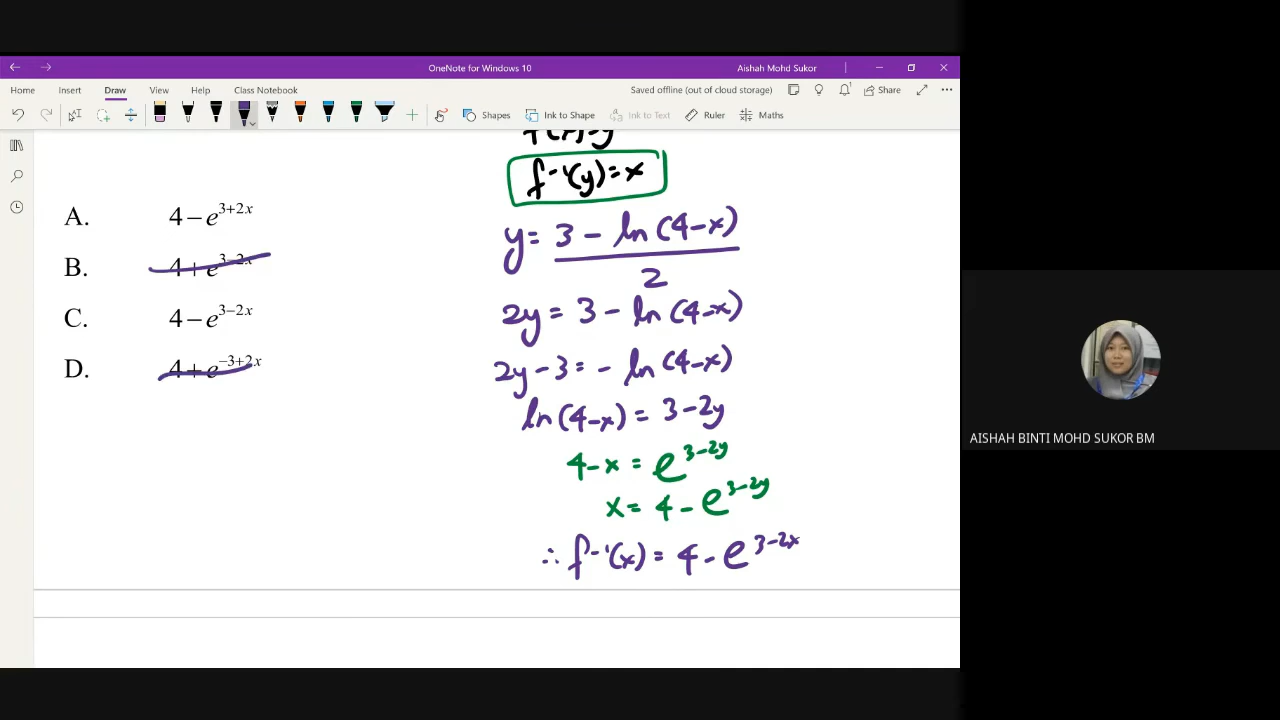 OneNote for Windows 10
Aishah Mohd Sukor
Home Insert Draw View Help Class Notebook
Saved offline (out of cloud storage) Share
Shapes Ink to Shape Ink to Text Ruler Maths
f(x)=y
f⁻¹(y)=x
A. 4−e^{3+2x}
B. 4+e^{3−2x}
C. 4−e^{3−2x}
D. 4+e^{−3+2x}
y= 3 − ln(4−x)
2
2y = 3 − ln(4−x)
2y −3 = − ln(4−x)
ln(4−x) = 3−2y
4−x = e^{3−2y}
x = 4 − e^{3−2y}
∴ f⁻¹(x) = 4 − e^{3−2x}
AISHAH BINTI MOHD SUKOR BM